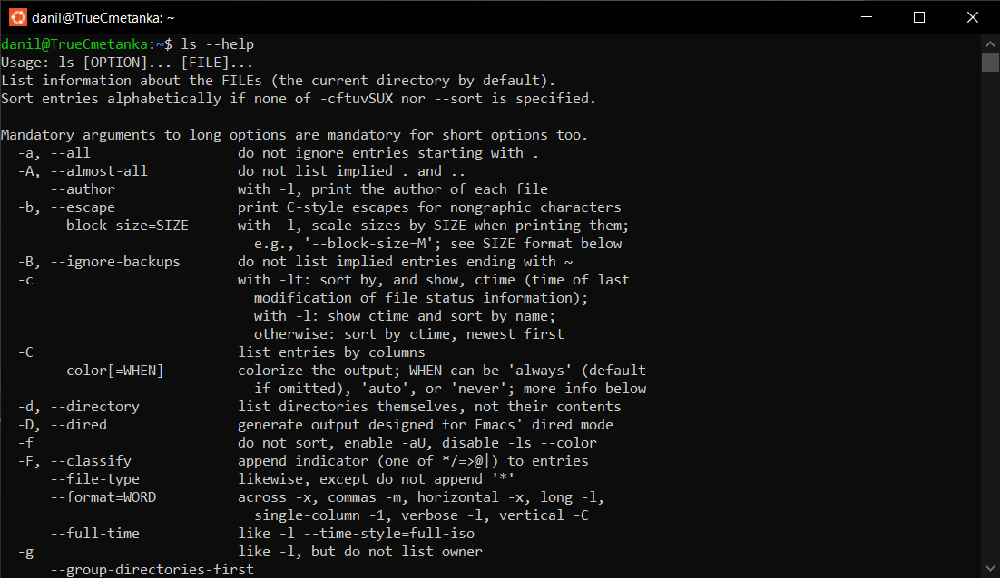 danil@TrueCmetanka: ~
danil@TrueCmetanka:~$ ls --help
Usage: ls [OPTION]... [FILE]...
List information about the FILEs (the current directory by default).
Sort entries alphabetically if none of -cftuvSUX nor --sort is specified.

Mandatory arguments to long options are mandatory for short options too.
  -a, --all                  do not ignore entries starting with .
  -A, --almost-all           do not list implied . and ..
      --author               with -l, print the author of each file
  -b, --escape               print C-style escapes for nongraphic characters
      --block-size=SIZE      with -l, scale sizes by SIZE when printing them;
                               e.g., '--block-size=M'; see SIZE format below
  -B, --ignore-backups       do not list implied entries ending with ~
  -c                         with -lt: sort by, and show, ctime (time of last
                               modification of file status information);
                               with -l: show ctime and sort by name;
                               otherwise: sort by ctime, newest first
  -C                         list entries by columns
      --color[=WHEN]         colorize the output; WHEN can be 'always' (default
                               if omitted), 'auto', or 'never'; more info below
  -d, --directory            list directories themselves, not their contents
  -D, --dired                generate output designed for Emacs' dired mode
  -f                         do not sort, enable -aU, disable -ls --color
  -F, --classify             append indicator (one of */=>@|) to entries
      --file-type            likewise, except do not append '*'
      --format=WORD          across -x, commas -m, horizontal -x, long -l,
                               single-column -1, verbose -l, vertical -C
      --full-time            like -l --time-style=full-iso
  -g                         like -l, but do not list owner
      --group-directories-first